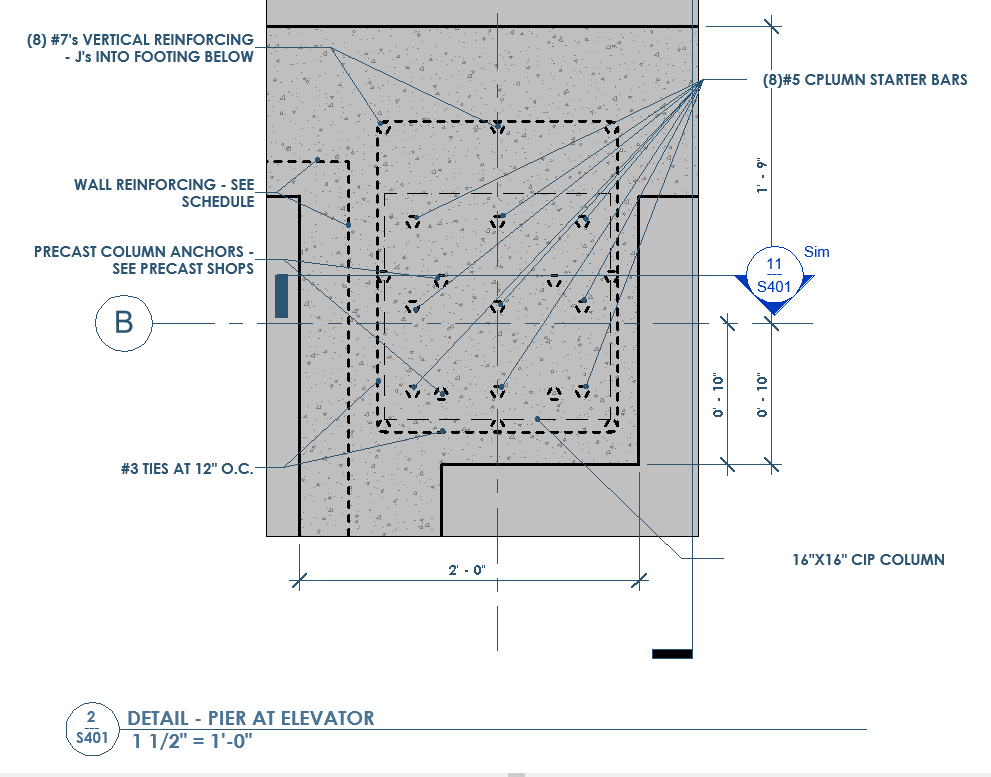 (8) #7's VERTICAL REINFORCING
- J's INTO FOOTING BELOW
(8)#5 CPLUMN STARTER BARS
1' - 9"
WALL REINFORCING - SEE
SCHEDULE
PRECAST COLUMN ANCHORS -
SEE PRECAST SHOPS
Sim
11
S401
B
0' - 10"
0' - 10"
#3 TIES AT 12" O.C.
16"X16" CIP COLUMN
2' - 0"
2
S401
DETAIL - PIER AT ELEVATOR
1 1/2" = 1'-0"